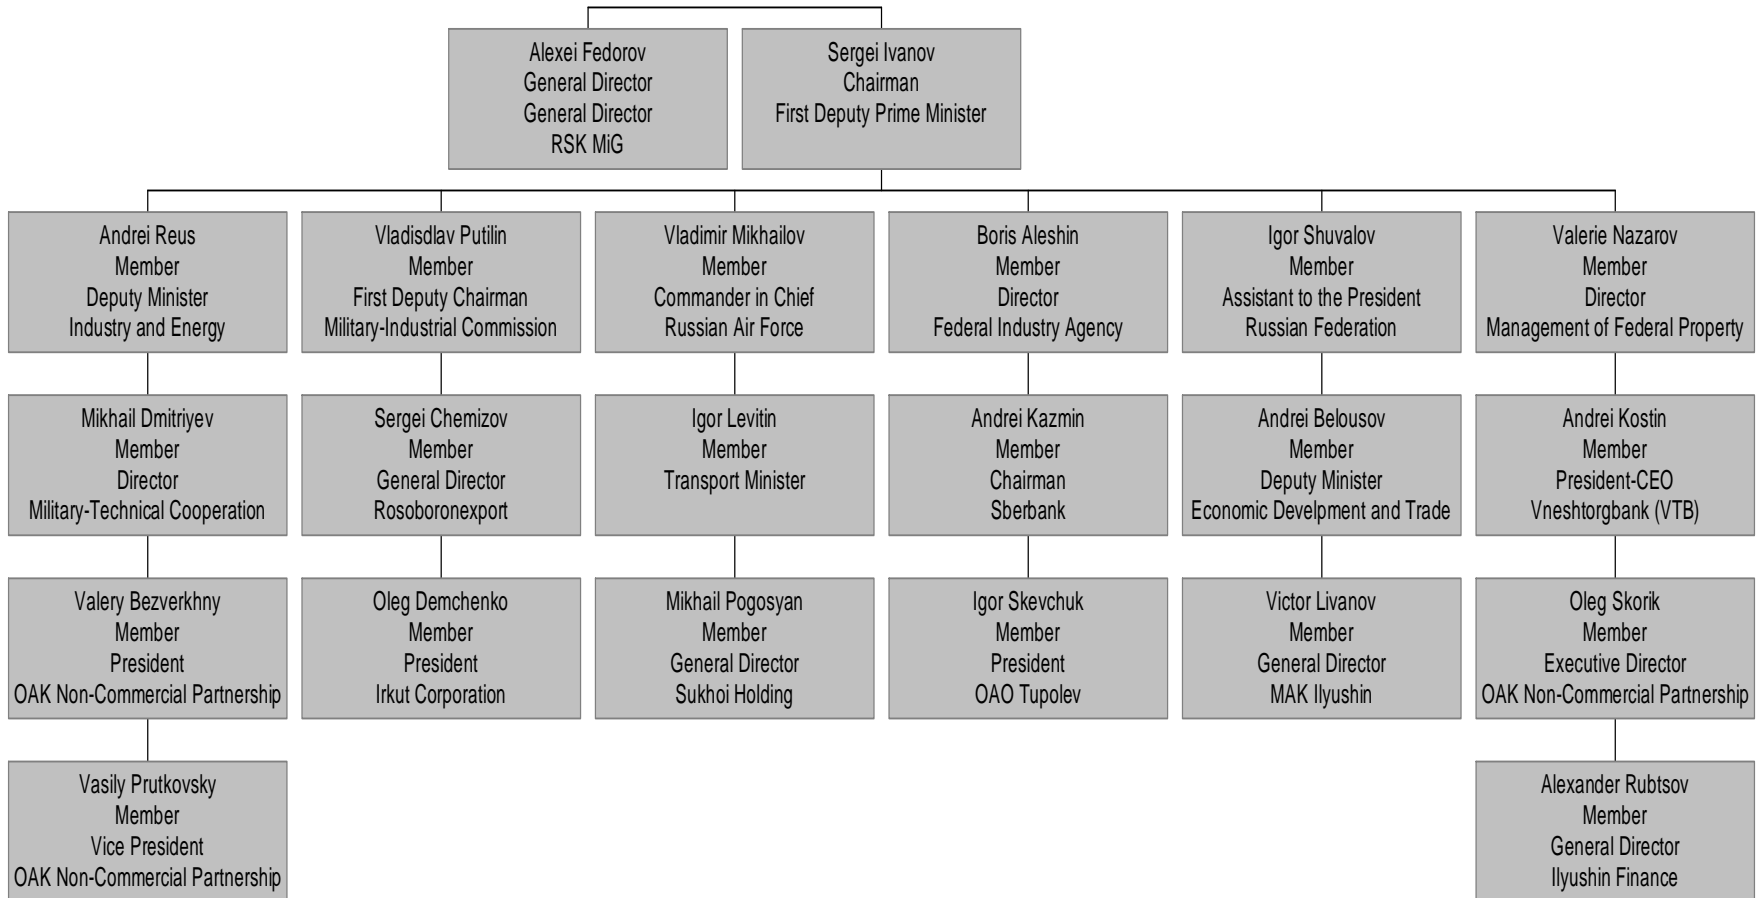 Alexei Fedorov
General Director
General Director
RSK MiG
Sergei Ivanov
Chairman
First Deputy Prime Minister
Andrei Reus
Member
Deputy Minister
Industry and Energy
Vladisdlav Putilin
Member
First Deputy Chairman
Military-Industrial Commission
Vladimir Mikhailov
Member
Commander in Chief
Russian Air Force
Boris Aleshin
Member
Director
Federal Industry Agency
Igor Shuvalov
Member
Assistant to the President
Russian Federation
Valerie Nazarov
Member
Director
Management of Federal Property
Mikhail Dmitriyev
Member
Director
Military-Technical Cooperation
Sergei Chemizov
Member
General Director
Rosoboronexport
Igor Levitin
Member
Transport Minister
Andrei Kazmin
Member
Chairman
Sberbank
Andrei Belousov
Member
Deputy Minister
Economic Develpment and Trade
Andrei Kostin
Member
President-CEO
Vneshtorgbank (VTB)
Valery Bezverkhny
Member
President
OAK Non-Commercial Partnership
Oleg Demchenko
Member
President
Irkut Corporation
Mikhail Pogosyan
Member
General Director
Sukhoi Holding
Igor Skevchuk
Member
President
OAO Tupolev
Victor Livanov
Member
General Director
MAK Ilyushin
Oleg Skorik
Member
Executive Director
OAK Non-Commercial Partnership
Vasily Prutkovsky
Member
Vice President
OAK Non-Commercial Partnership
Alexander Rubtsov
Member
General Director
Ilyushin Finance